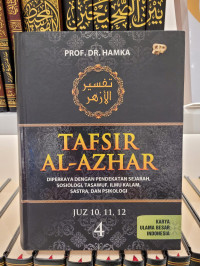 PROF. DR. HAMKA
تفسير
الأزهر
TAFSIR
AL-AZHAR
DIPERKAYA DENGAN PENDEKATAN SEJARAH,
SOSIOLOGI, TASAWUF, ILMU KALAM,
SASTRA, DAN PSIKOLOGI
JUZ 10, 11, 12
4
KARYA
ULAMA BESAR
INDONESIA